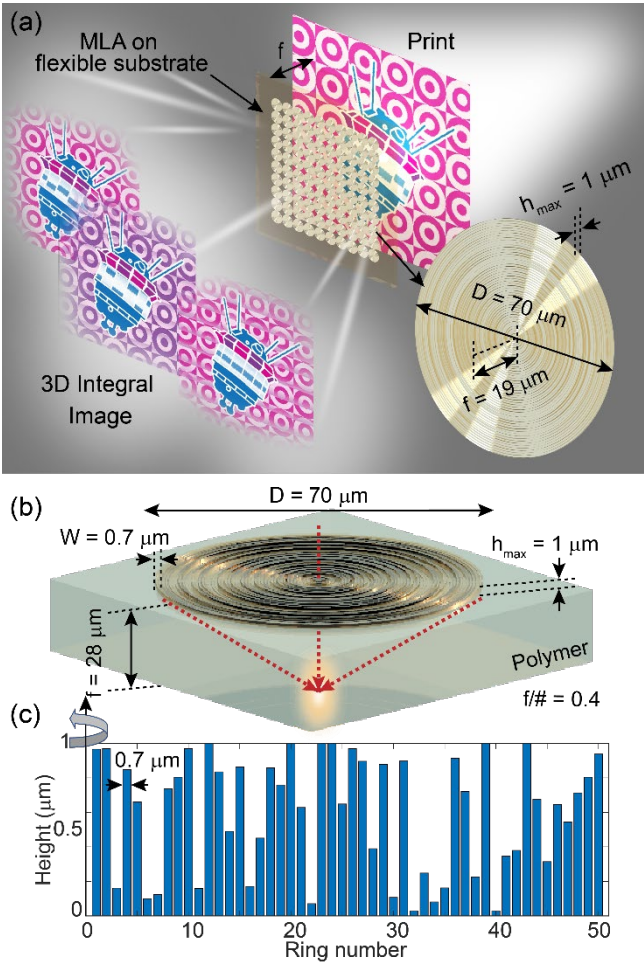 (a)
MLA on
flexible substrate
f
Print
h_max = 1 μm
D = 70 μm
f = 19 μm
3D Integral
Image
(b)
D = 70 μm
W = 0.7 μm
h_max = 1 μm
f = 28 μm
Polymer
f/# = 0.4
(c)
1
0.7 μm
0.5
0
Height (μm)
0 10 20 30 40 50
Ring number